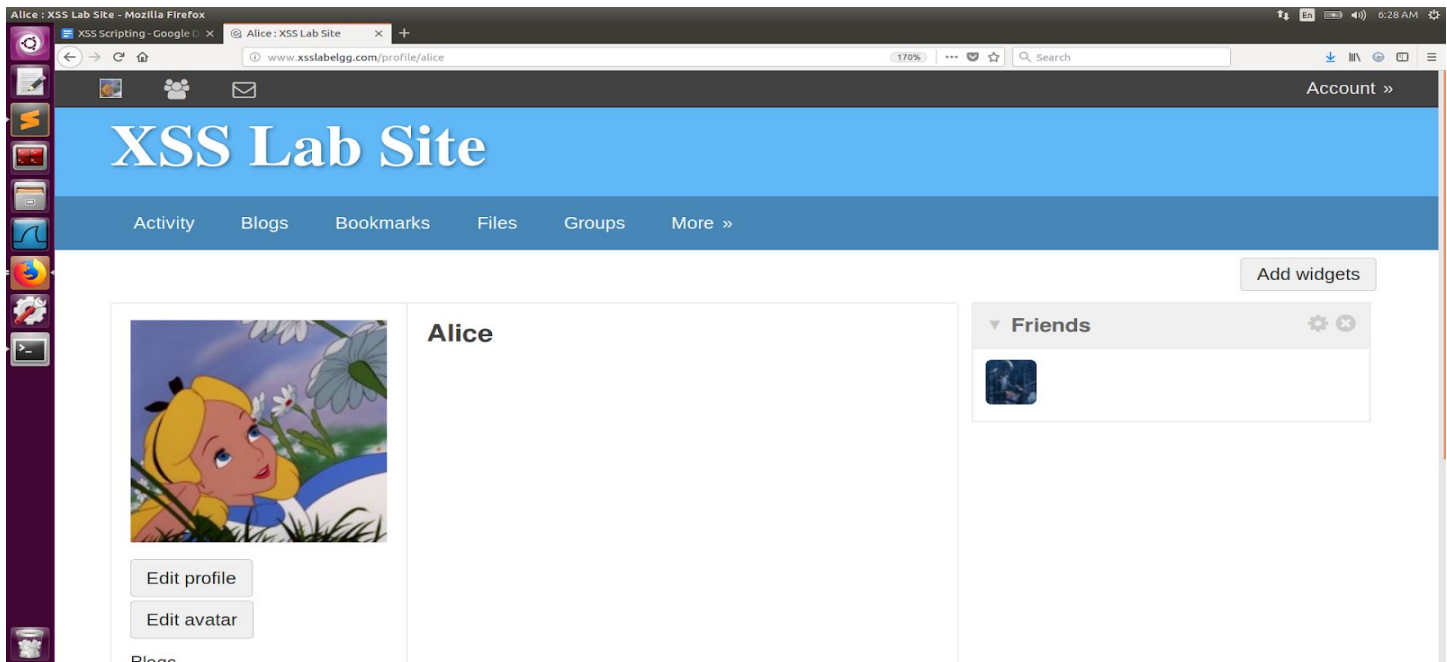 Alice : XSS Lab Site - Mozilla Firefox
En 6:28 AM
XSS Scripting - Google D
Alice : XSS Lab Site
www.xsslabelgg.com/profile/alice
170%
Search
Account »
XSS Lab Site
Activity Blogs Bookmarks Files Groups More »
Add widgets
Alice
Friends
Edit profile
Edit avatar
Blogs